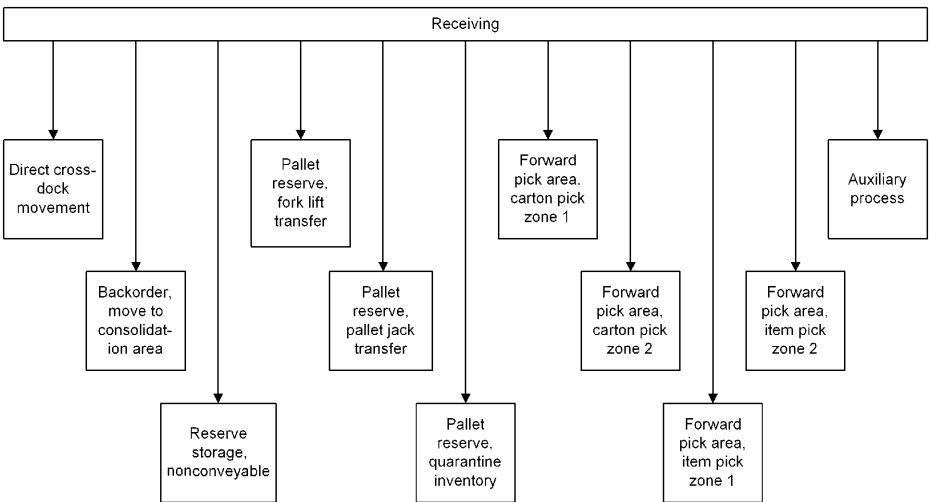 Receiving
Direct cross-
dock
movement
Backorder,
move to
consolidat-
ion area
Reserve
storage,
nonconveyable
Pallet
reserve,
fork lift
transfer
Pallet
reserve,
pallet jack
transfer
Pallet
reserve,
quarantine
inventory
Forward
pick area,
carton pick
zone 1
Forward
pick area,
carton pick
zone 2
Forward
pick area,
item pick
zone 1
Forward
pick area,
item pick
zone 2
Auxiliary
process